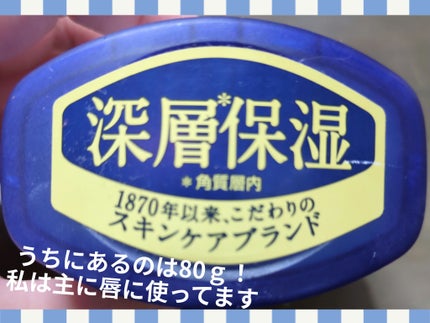 深層*保湿
*角質層内
1870年以来、こだわりの
スキンケアブランド
うちにあるのは80g！
私は主に唇に使ってます